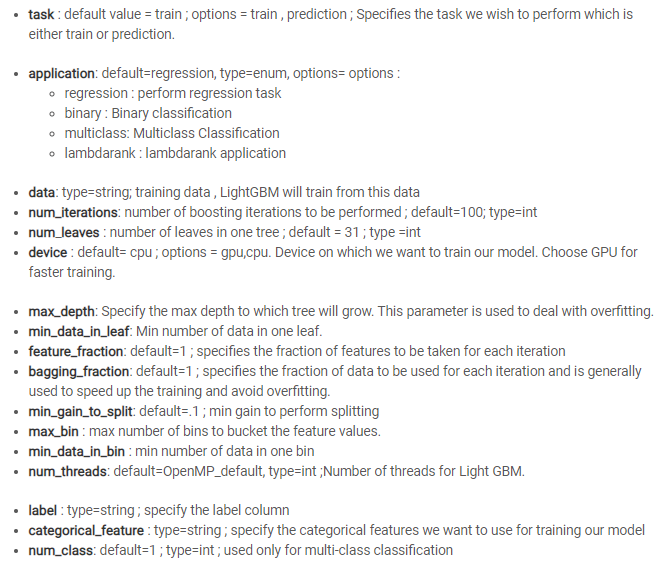 task : default value = train ; options = train , prediction ; Specifies the task we wish to perform which is
either train or prediction.
application: default=regression, type=enum, options= options :
regression : perform regression task
binary : Binary classification
multiclass: Multiclass Classification
lambdarank : lambdarank application
data: type=string; training data , LightGBM will train from this data
num_iterations: number of boosting iterations to be performed ; default=100; type=int
num_leaves : number of leaves in one tree ; default = 31 ; type =int
device : default= cpu ; options = gpu,cpu. Device on which we want to train our model. Choose GPU for
faster training.
max_depth: Specify the max depth to which tree will grow. This parameter is used to deal with overfitting.
min_data_in_leaf: Min number of data in one leaf.
feature_fraction: default=1 ; specifies the fraction of features to be taken for each iteration
bagging_fraction: default=1 ; specifies the fraction of data to be used for each iteration and is generally
used to speed up the training and avoid overfitting.
min_gain_to_split: default=.1 ; min gain to perform splitting
max_bin : max number of bins to bucket the feature values.
min_data_in_bin : min number of data in one bin
num_threads: default=OpenMP_default, type=int ;Number of threads for Light GBM.
label : type=string ; specify the label column
categorical_feature : type=string ; specify the categorical features we want to use for training our model
num_class: default=1 ; type=int ; used only for multi-class classification